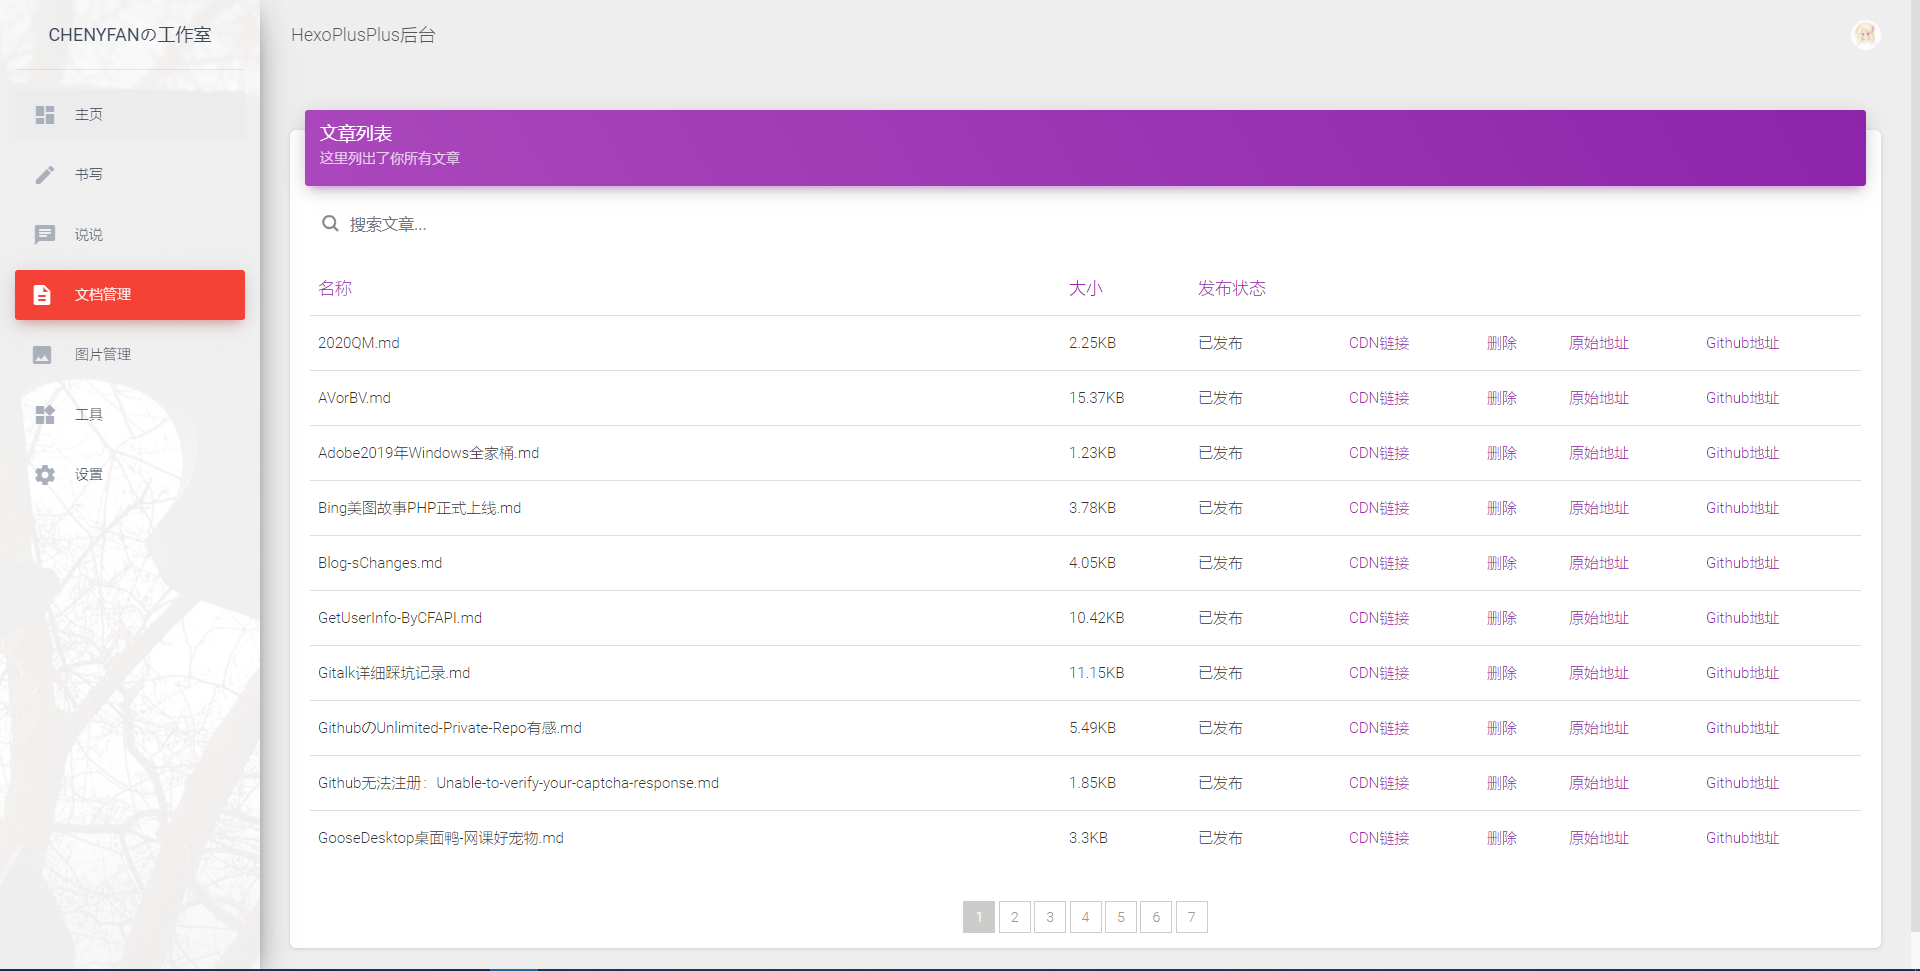 CHENYFANの工作室
HexoPlusPlus后台
主页
书写
说说
文档管理
图片管理
工具
设置
文章列表
这里列出了你所有文章
搜索文章...
名称 大小 发布状态
2020QM.md 2.25KB 已发布 CDN链接 删除 原始地址 Github地址
AVorBV.md 15.37KB 已发布 CDN链接 删除 原始地址 Github地址
Adobe2019年Windows全家桶.md 1.23KB 已发布 CDN链接 删除 原始地址 Github地址
Bing美图故事PHP正式上线.md 3.78KB 已发布 CDN链接 删除 原始地址 Github地址
Blog-sChanges.md 4.05KB 已发布 CDN链接 删除 原始地址 Github地址
GetUserInfo-ByCFAPI.md 10.42KB 已发布 CDN链接 删除 原始地址 Github地址
Gitalk详细踩坑记录.md 11.15KB 已发布 CDN链接 删除 原始地址 Github地址
GithubのUnlimited-Private-Repo有感.md 5.49KB 已发布 CDN链接 删除 原始地址 Github地址
Github无法注册：Unable-to-verify-your-captcha-response.md 1.85KB 已发布 CDN链接 删除 原始地址 Github地址
GooseDesktop桌面鸭-网课好宠物.md 3.3KB 已发布 CDN链接 删除 原始地址 Github地址
1 2 3 4 5 6 7